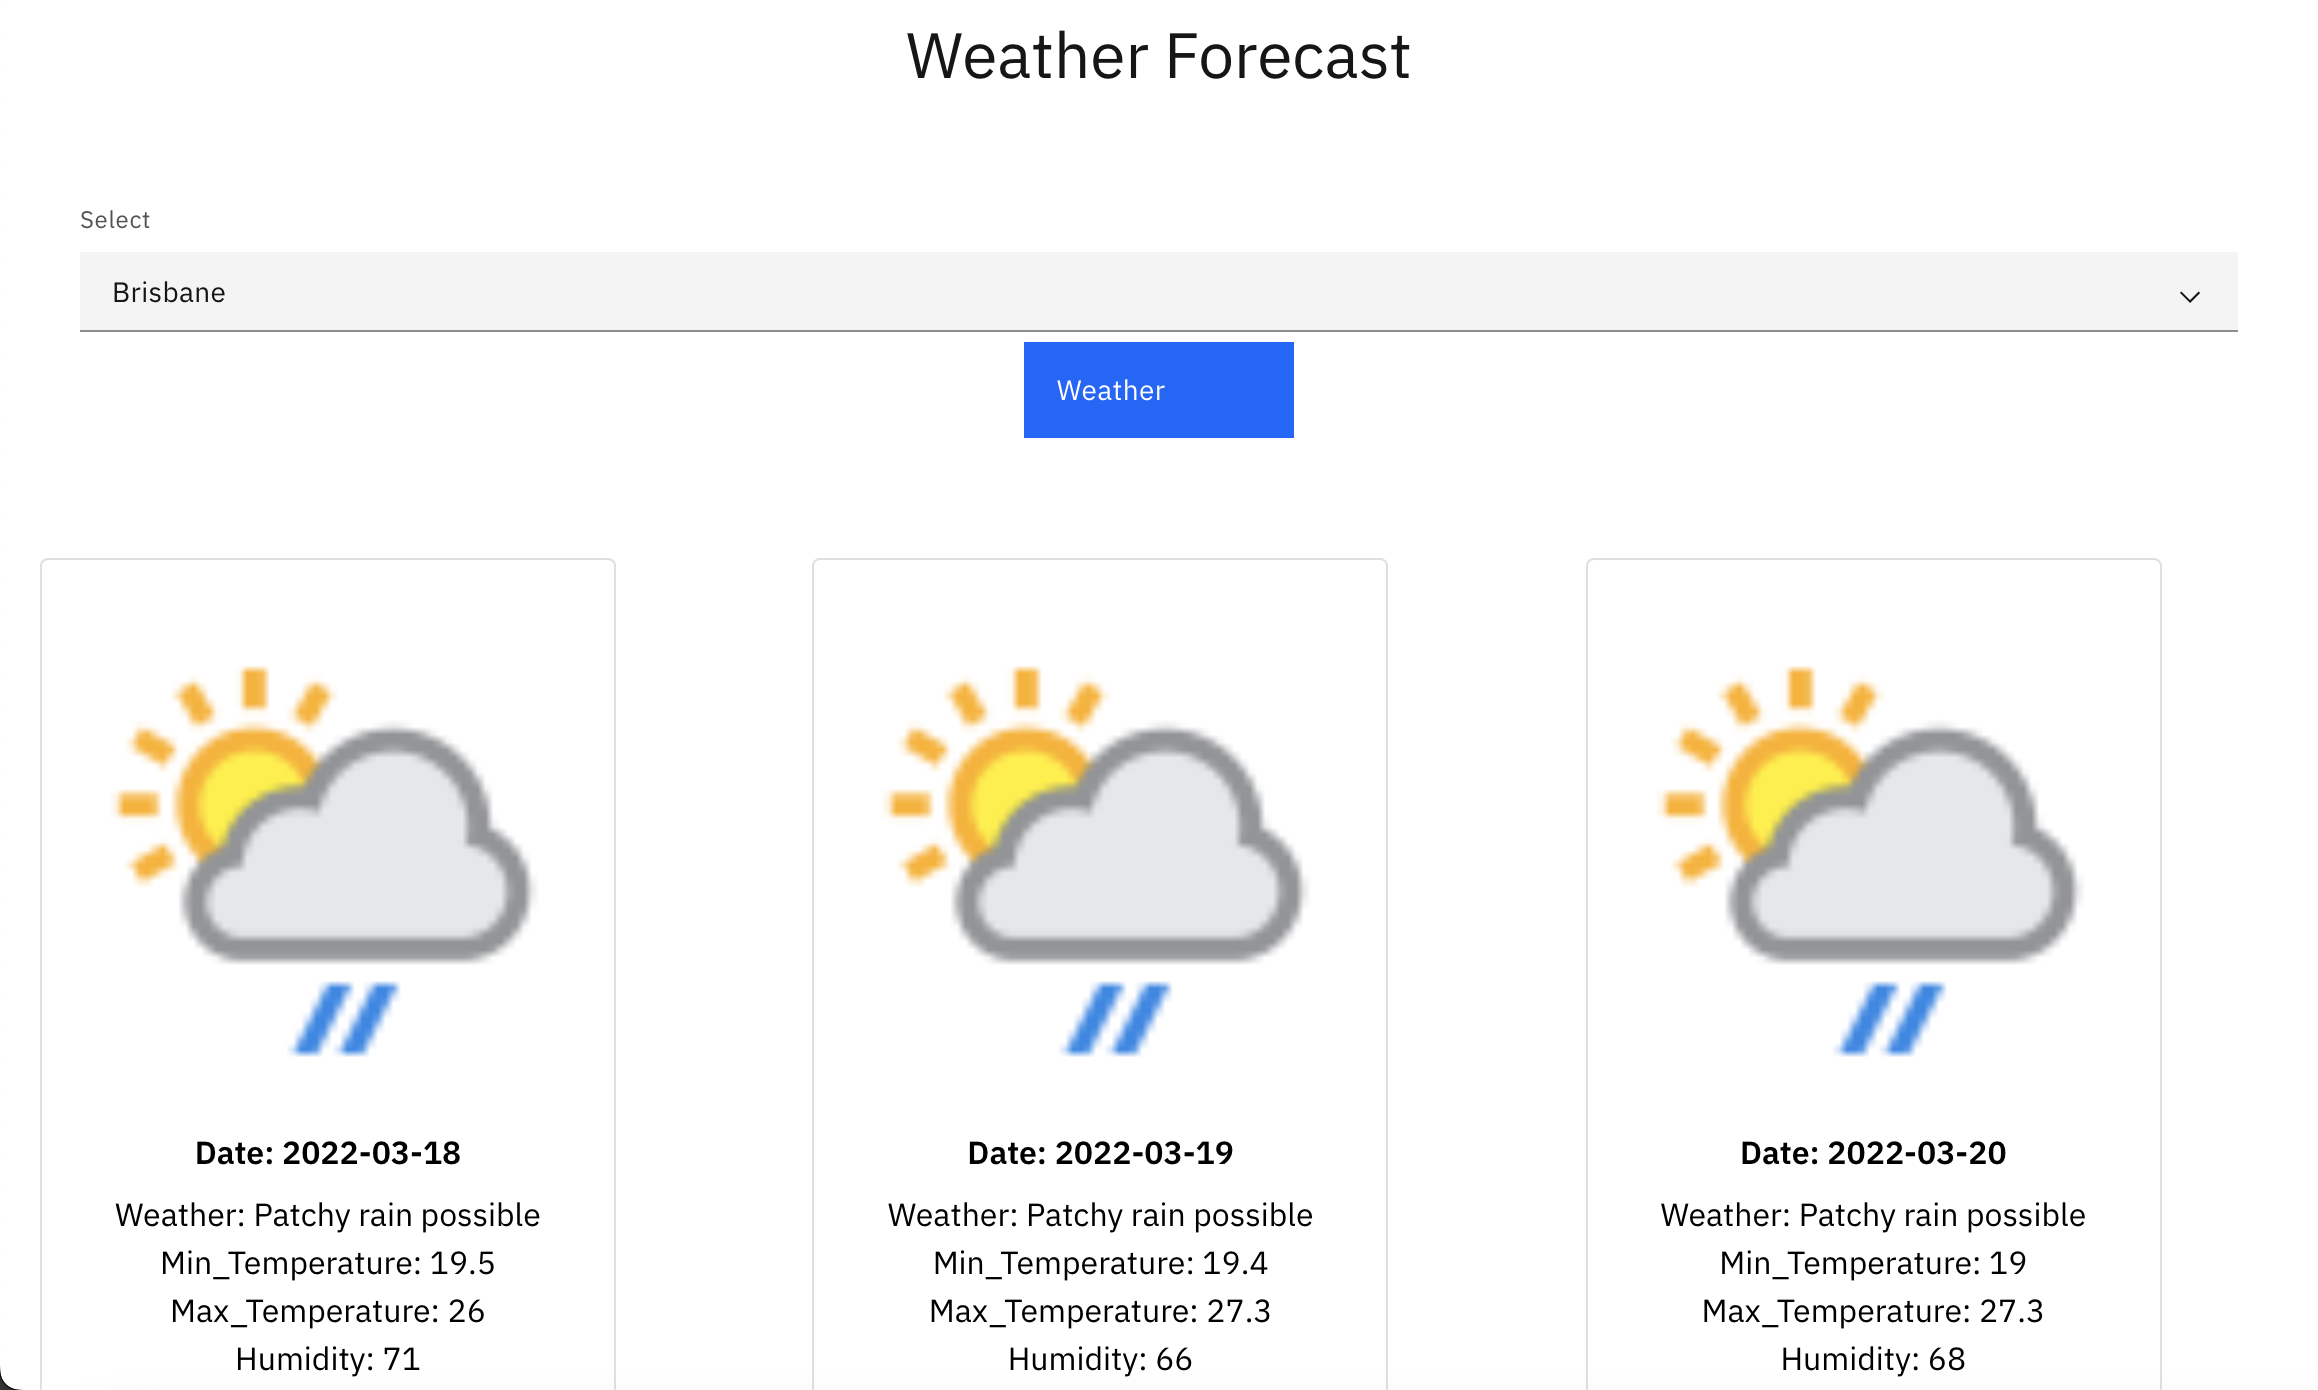 Weather Forecast
Select
Brisbane
Weather
Date: 2022-03-18
Weather: Patchy rain possible
Min_Temperature: 19.5
Max_Temperature: 26
Humidity: 71
Date: 2022-03-19
Weather: Patchy rain possible
Min_Temperature: 19.4
Max_Temperature: 27.3
Humidity: 66
Date: 2022-03-20
Weather: Patchy rain possible
Min_Temperature: 19
Max_Temperature: 27.3
Humidity: 68